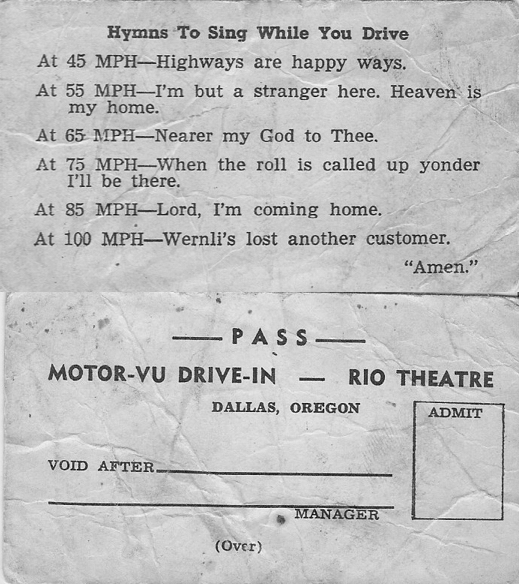 Hymns To Sing While You Drive
At 45 MPH—Highways are happy ways.
At 55 MPH—I'm but a stranger here. Heaven is
my home.
At 65 MPH—Nearer my God to Thee.
At 75 MPH—When the roll is called up yonder
I'll be there.
At 85 MPH—Lord, I'm coming home.
At 100 MPH—Wernli's lost another customer.
"Amen."
— PASS —
MOTOR-VU DRIVE-IN — RIO THEATRE
DALLAS, OREGON
ADMIT
VOID AFTER
MANAGER
(Over)